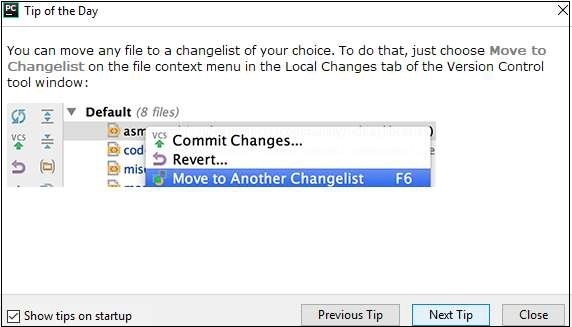 PC Tip of the Day
You can move any file to a changelist of your choice. To do that, just choose Move to
Changelist on the file context menu in the Local Changes tab of the Version Control
tool window:
Default (8 files)
asm
VCS Commit Changes...
VCS cod
Revert...
mis
Move to Another Changelist F6
Show tips on startup Previous Tip Next Tip Close